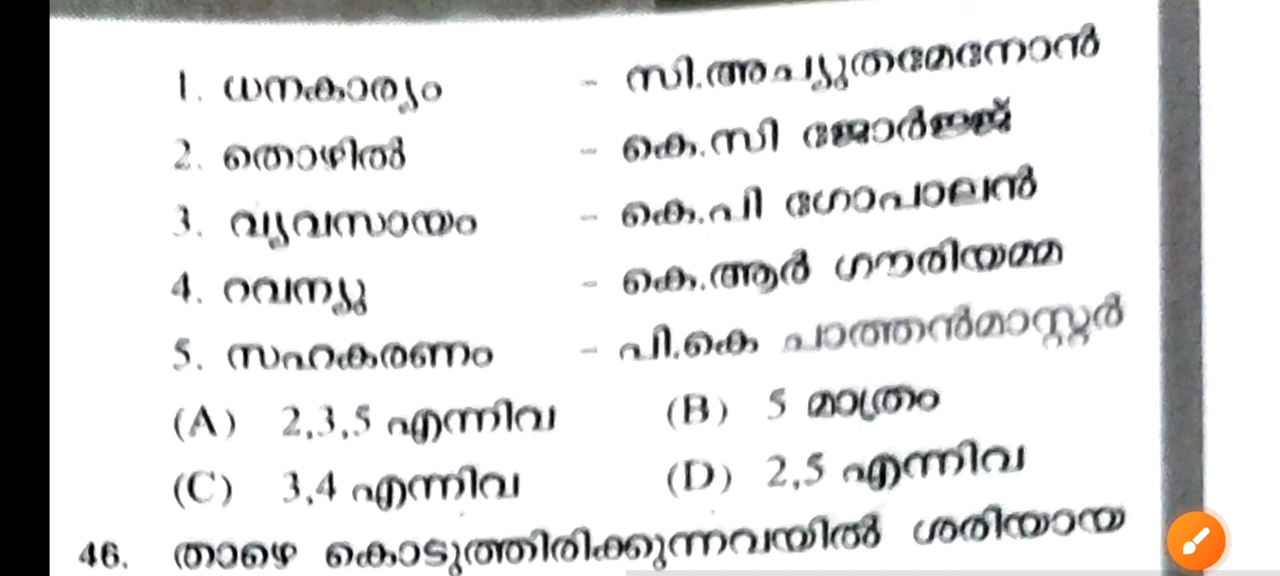 1. ധനകാര്യം - സി.അച്യുതമേനോൻ
2. തൊഴിൽ - കെ.സി ജോർജ്ജ്
3. വ്യവസായം - കെ.പി ഗോപാലൻ
4. റവന്യു - കെ.ആർ ഗൗരിയമ്മ
5. സഹകരണം - പി.കെ ചാത്തൻമാസ്റ്റർ
(A) 2,3,5 എന്നിവ (B) 5 മാത്രം
(C) 3,4 എന്നിവ (D) 2,5 എന്നിവ
46. താഴെ കൊടുത്തിരിക്കുന്നവയിൽ ശരിയായ